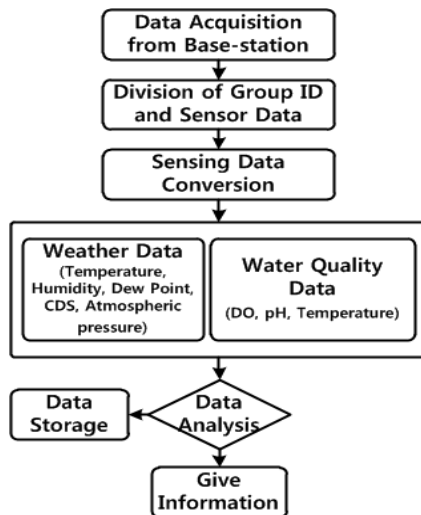 Data Acquisition
from Base-station
Division of Group ID
and Sensor Data
Sensing Data
Conversion
Weather Data
(Temperature,
Humidity, Dew Point,
CDS, Atmospheric
pressure)
Water Quality
Data
(DO, pH, Temperature)
Data
Storage
Data
Analysis
Give
Information